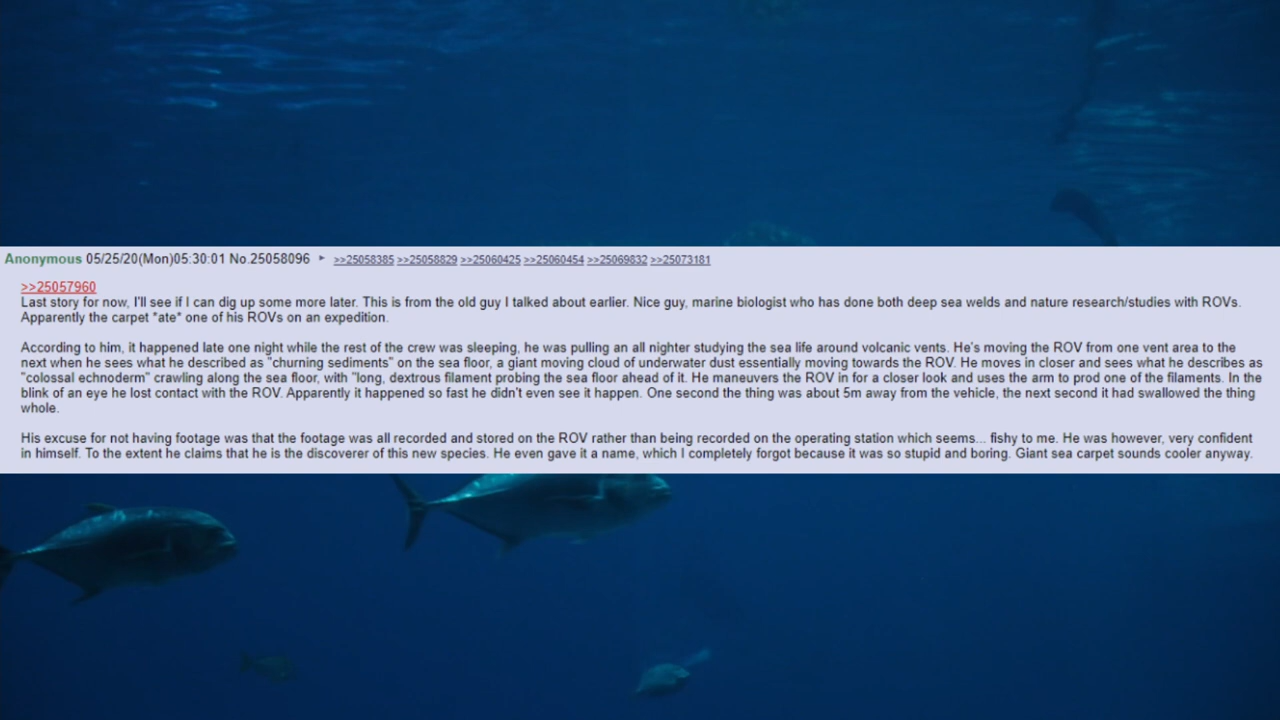 Anonymous 05/25/20(Mon)05:30:01 No.25058096 ▶ >>25058385 >>25058829 >>25060425 >>25060454 >>25069832 >>25073181
>>25057960
Last story for now, I'll see if I can dig up some more later. This is from the old guy I talked about earlier. Nice guy, marine biologist who has done both deep sea welds and nature research/studies with ROVs.
Apparently the carpet *ate* one of his ROVs on an expedition.
According to him, it happened late one night while the rest of the crew was sleeping, he was pulling an all nighter studying the sea life around volcanic vents. He's moving the ROV from one vent area to the
next when he sees what he described as "churning sediments" on the sea floor, a giant moving cloud of underwater dust essentially moving towards the ROV. He moves in closer and sees what he describes as
"colossal echnoderm" crawling along the sea floor, with "long, dextrous filament probing the sea floor ahead of it. He maneuvers the ROV in for a closer look and uses the arm to prod one of the filaments. In the
blink of an eye he lost contact with the ROV. Apparently it happened so fast he didn't even see it happen. One second the thing was about 5m away from the vehicle, the next second it had swallowed the thing
whole.
His excuse for not having footage was that the footage was all recorded and stored on the ROV rather than being recorded on the operating station which seems... fishy to me. He was however, very confident
in himself. To the extent he claims that he is the discoverer of this new species. He even gave it a name, which I completely forgot because it was so stupid and boring. Giant sea carpet sounds cooler anyway.